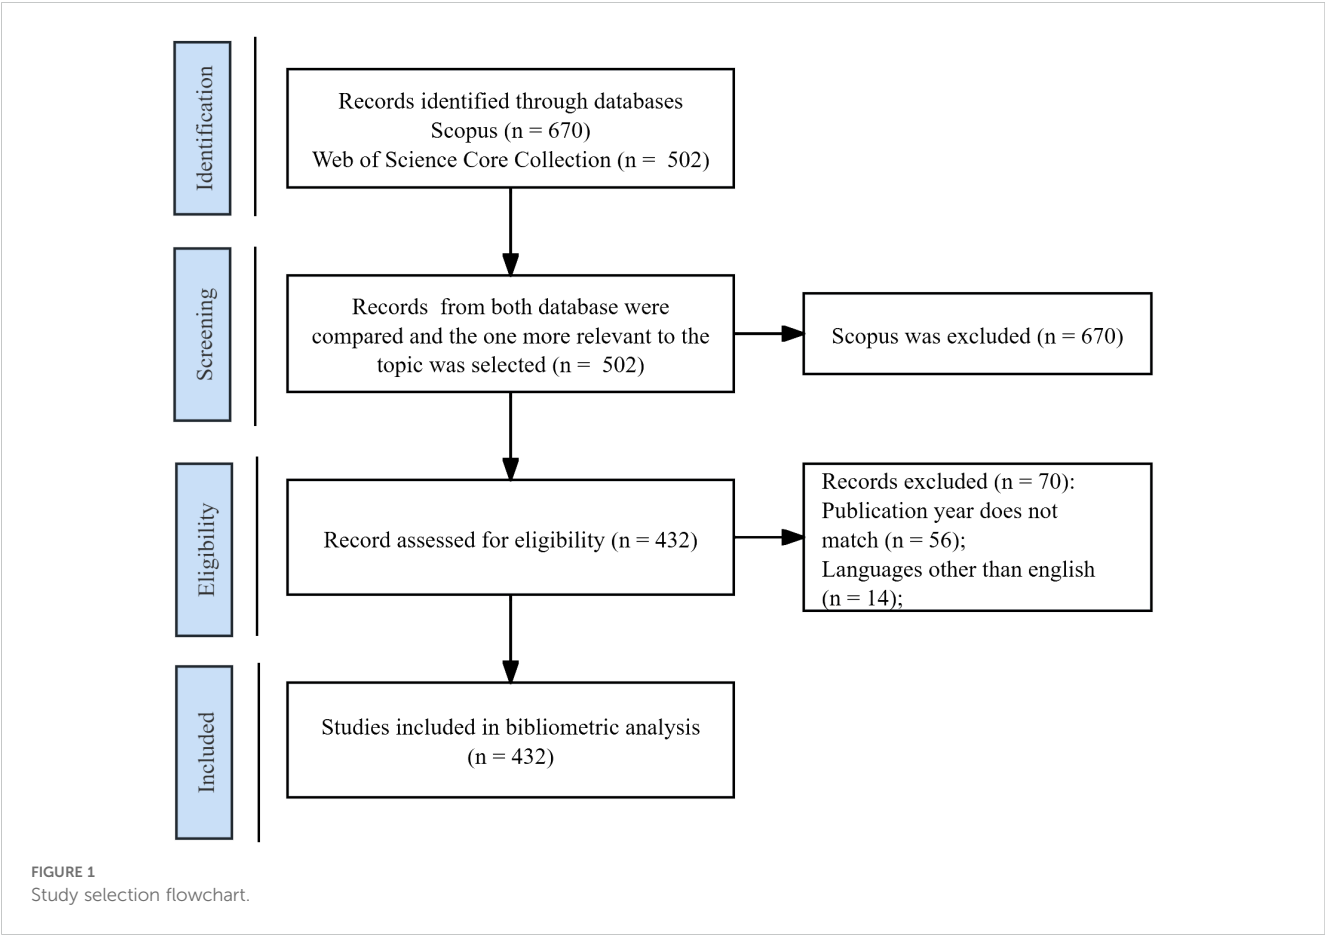 Identification
Records identified through databases
Scopus (n = 670)
Web of Science Core Collection (n =  502)
Screening
Records  from both database were
compared and the one more relevant to the
topic was selected (n =  502)
Scopus was excluded (n = 670)
Eligibility
Record assessed for eligibility (n = 432)
Records excluded (n = 70):
Publication year does not
match (n = 56);
Languages other than english
(n = 14);
Included
Studies included in bibliometric analysis
(n = 432)
FIGURE 1
Study selection flowchart.